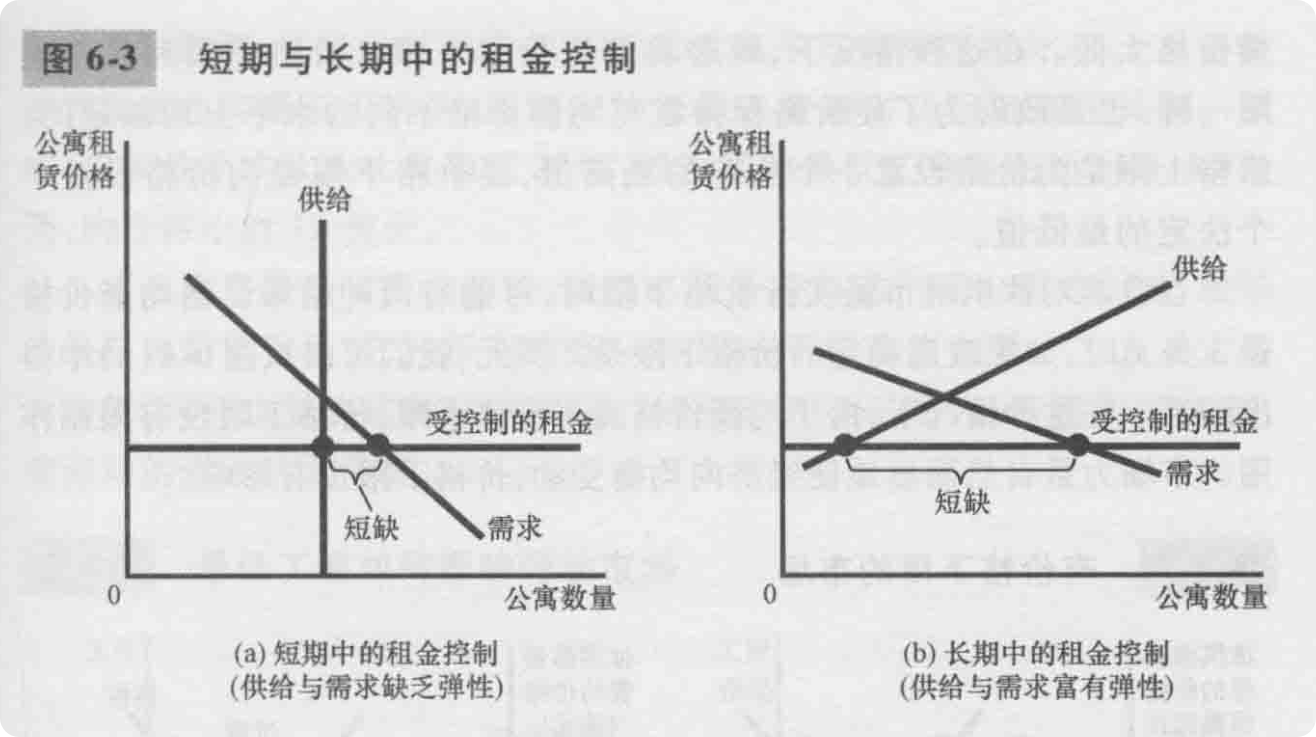 图 6-3 短期与长期中的租金控制
公寓租
赁价格
供给
受控制的租金
短缺
需求
0
公寓数量
(a) 短期中的租金控制
(供给与需求缺乏弹性)
公寓租
赁价格
供给
受控制的租金
需求
短缺
0
公寓数量
(b) 长期中的租金控制
(供给与需求富有弹性)